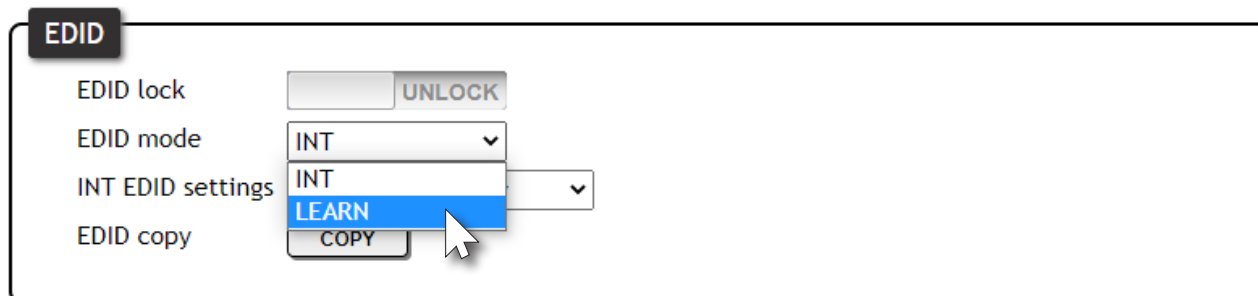 EDID
EDID lock UNLOCK
EDID mode INT
INT EDID settings INT
LEARN
EDID copy COPY